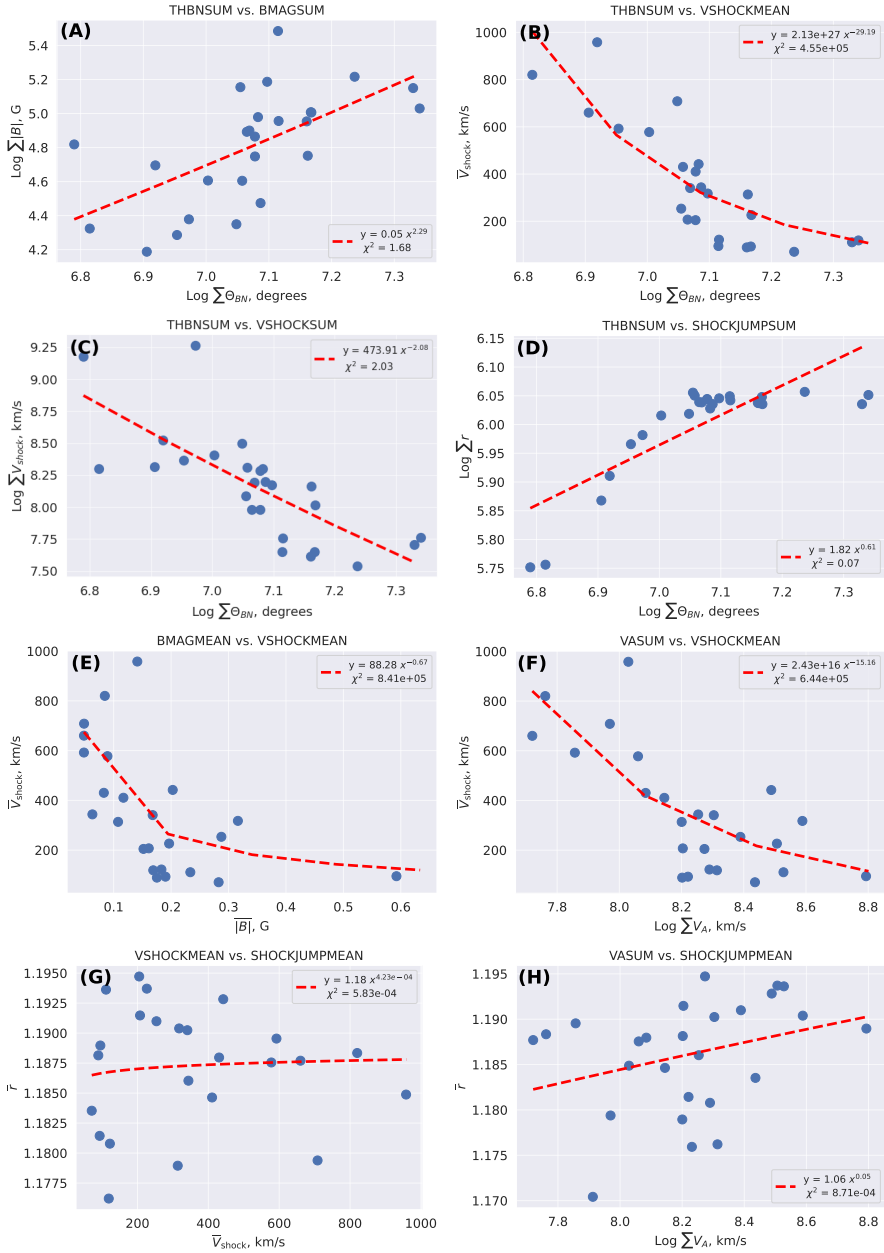 THBNSUM vs. BMAGSUM
(A)
5.4
5.2
5.0
4.8
4.6
4.4
4.2
Log ∑|B|, G
y = 0.05 x^2.29
χ² = 1.68
6.8 6.9 7.0 7.1 7.2 7.3
Log ∑Θ_BN, degrees
THBNSUM vs. VSHOCKMEAN
(B)
1000
800
600
400
200
V̅_shock, km/s
y = 2.13e+27 x^−29.19
χ² = 4.55e+05
6.8 6.9 7.0 7.1 7.2 7.3
Log ∑Θ_BN, degrees
THBNSUM vs. VSHOCKSUM
(C)
9.25
9.00
8.75
8.50
8.25
8.00
7.75
7.50
Log ∑V_shock, km/s
y = 473.91 x^−2.08
χ² = 2.03
6.8 6.9 7.0 7.1 7.2 7.3
Log ∑Θ_BN, degrees
THBNSUM vs. SHOCKJUMPSUM
(D)
6.15
6.10
6.05
6.00
5.95
5.90
5.85
5.80
5.75
Log ∑r
y = 1.82 x^0.61
χ² = 0.07
6.8 6.9 7.0 7.1 7.2 7.3
Log ∑Θ_BN, degrees
BMAGMEAN vs. VSHOCKMEAN
(E)
1000
800
600
400
200
V̅_shock, km/s
y = 88.28 x^−0.67
χ² = 8.41e+05
0.1 0.2 0.3 0.4 0.5 0.6
|B|, G
VASUM vs. VSHOCKMEAN
(F)
1000
800
600
400
200
V̅_shock, km/s
y = 2.43e+16 x^−15.16
χ² = 6.44e+05
7.8 8.0 8.2 8.4 8.6 8.8
Log ∑V_A, km/s
VSHOCKMEAN vs. SHOCKJUMPMEAN
(G)
1.1950
1.1925
1.1900
1.1875
1.1850
1.1825
1.1800
1.1775
r̅
y = 1.18 x^4.23e−04
χ² = 5.83e-04
200 400 600 800 1000
V̅_shock, km/s
VASUM vs. SHOCKJUMPMEAN
(H)
1.195
1.190
1.185
1.180
1.175
1.170
r̅
y = 1.06 x^0.05
χ² = 8.71e-04
7.8 8.0 8.2 8.4 8.6 8.8
Log ∑V_A, km/s